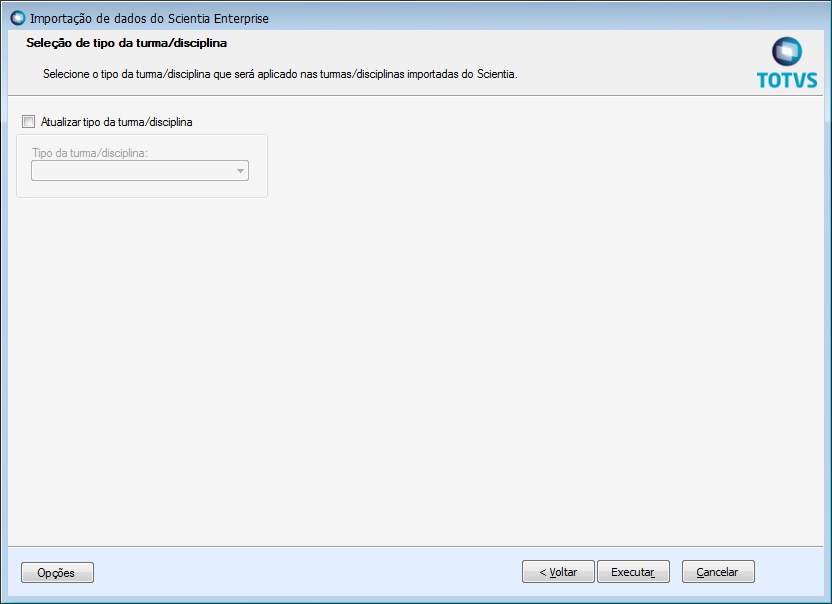 Importação de dados do Scientia Enterprise
Seleção de tipo da turma/disciplina
Selecione o tipo da turma/disciplina que será aplicado nas turmas/disciplinas importadas do Scientia.
TOTVS
Atualizar tipo da turma/disciplina
Tipo da turma/disciplina:
Opções
< Voltar
Executar
Cancelar